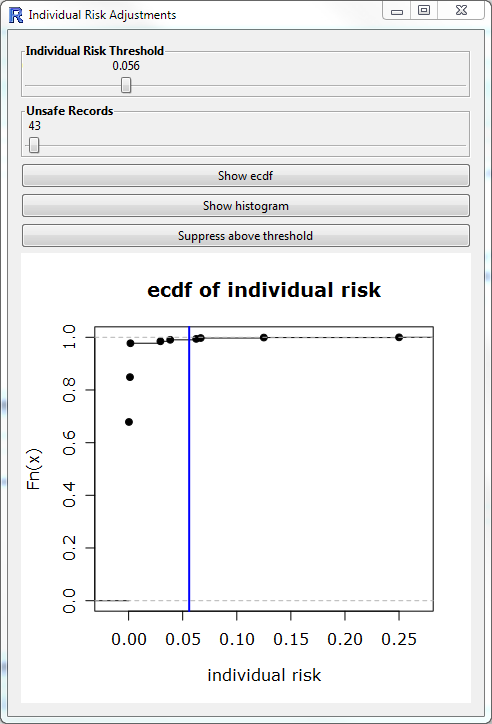 Individual Risk Adjustments
Individual Risk Threshold
0.056
Unsafe Records
43
Show ecdf
Show histogram
Suppress above threshold
ecdf of individual risk
1.0
0.8
0.6
0.4
0.2
0.0
Fn(x)
0.00 0.05 0.10 0.15 0.20 0.25
individual risk